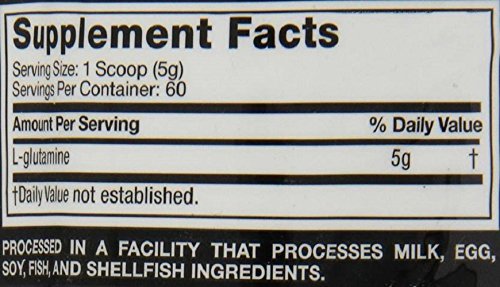 Supplement Facts
Serving Size: 1 Scoop (5g)
Servings Per Container: 60
Amount Per Serving % Daily Value
L-glutamine 5g †
†Daily Value not established.
PROCESSED IN A FACILITY THAT PROCESSES MILK, EGG,
SOY, FISH, AND SHELLFISH INGREDIENTS.